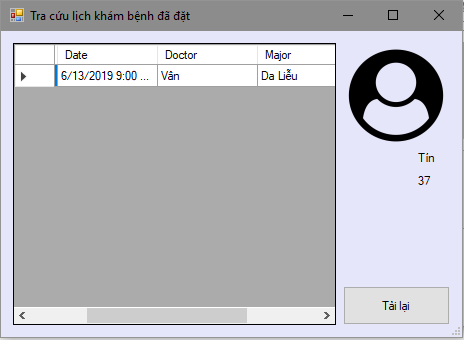 Tra cứu lịch khám bệnh đã đặt
Date Doctor Major
6/13/2019 9:00 ... Vân Da Liễu
Tín
37
Tải lại